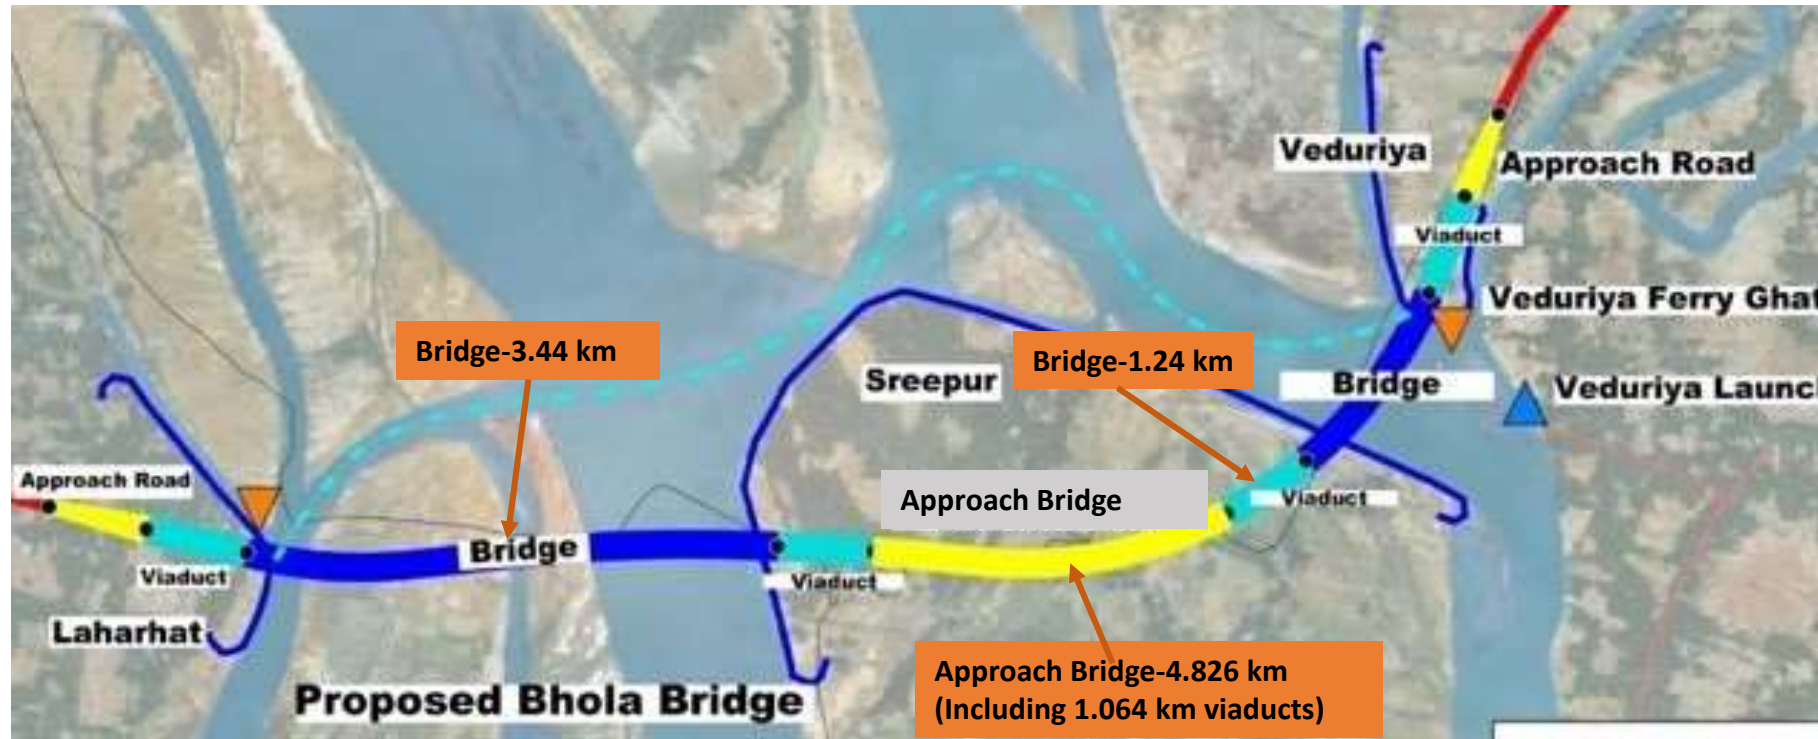 Veduriya
Approach Road
Viaduct
Veduriya Ferry Ghat
Bridge-3.44 km
Bridge-1.24 km
Sreepur
Bridge
Veduriya Launc
Approach Road
Approach Bridge
Viaduct
Bridge
Viaduct
Viaduct
Laharhat
Approach Bridge-4.826 km
(Including 1.064 km viaducts)
Proposed Bhola Bridge